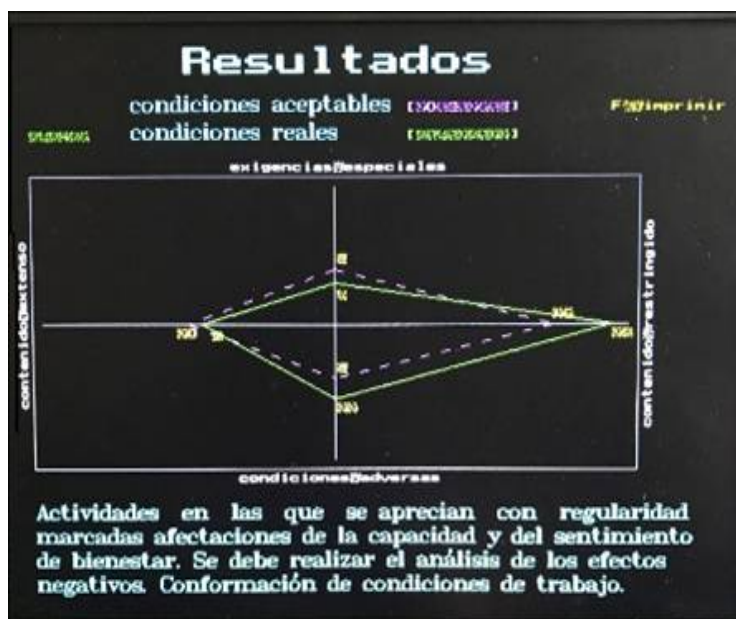 Resultados
condiciones aceptables
F@@imprimir
condiciones reales
exigencias@especiales
contenido@extenso
contenido@restringido
condiciones@adversas
Actividades en las que se aprecian con regularidad
marcadas afectaciones de la capacidad y del sentimiento
de bienestar. Se debe realizar el análisis de los efectos
negativos. Conformación de condiciones de trabajo.